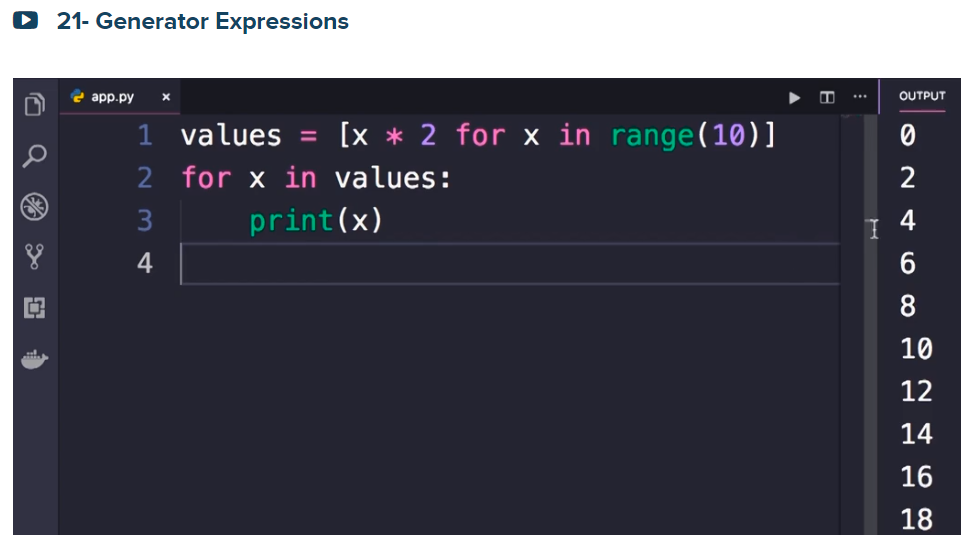 21- Generator Expressions
app.py x
OUTPUT
1 values = [x * 2 for x in range(10)]
2 for x in values:
3     print(x)
4
0
2
4
6
8
10
12
14
16
18